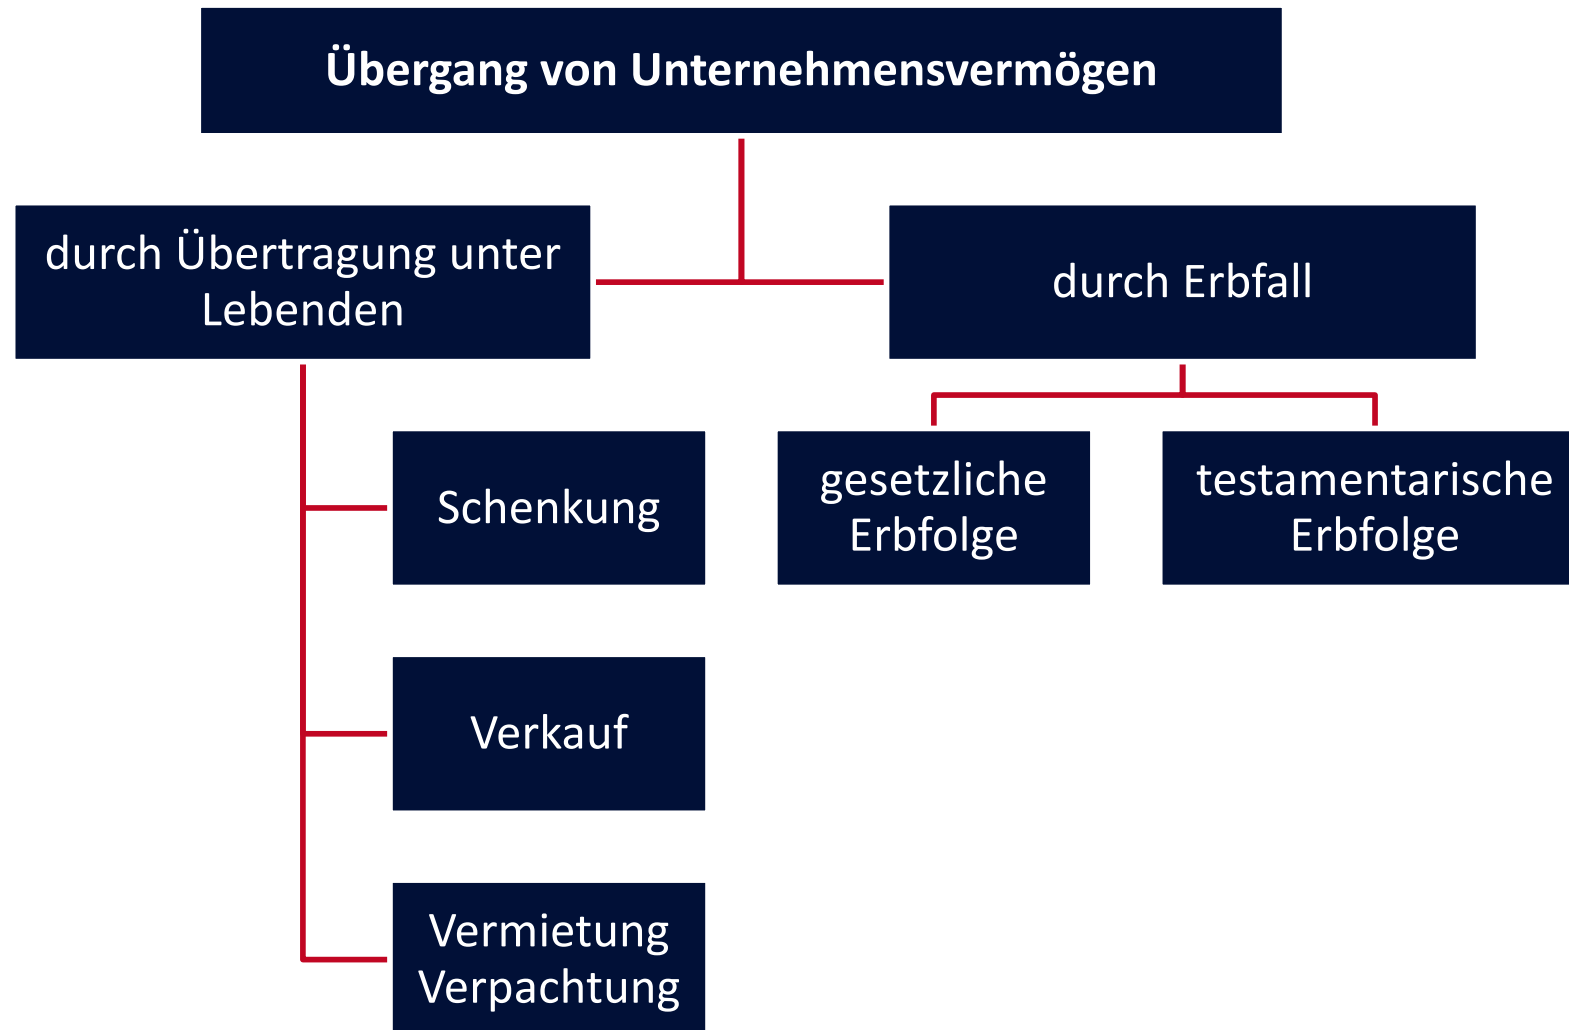 Übergang von Unternehmensvermögen
durch Übertragung unter
Lebenden
durch Erbfall
Schenkung
Verkauf
Vermietung
Verpachtung
gesetzliche
Erbfolge
testamentarische
Erbfolge